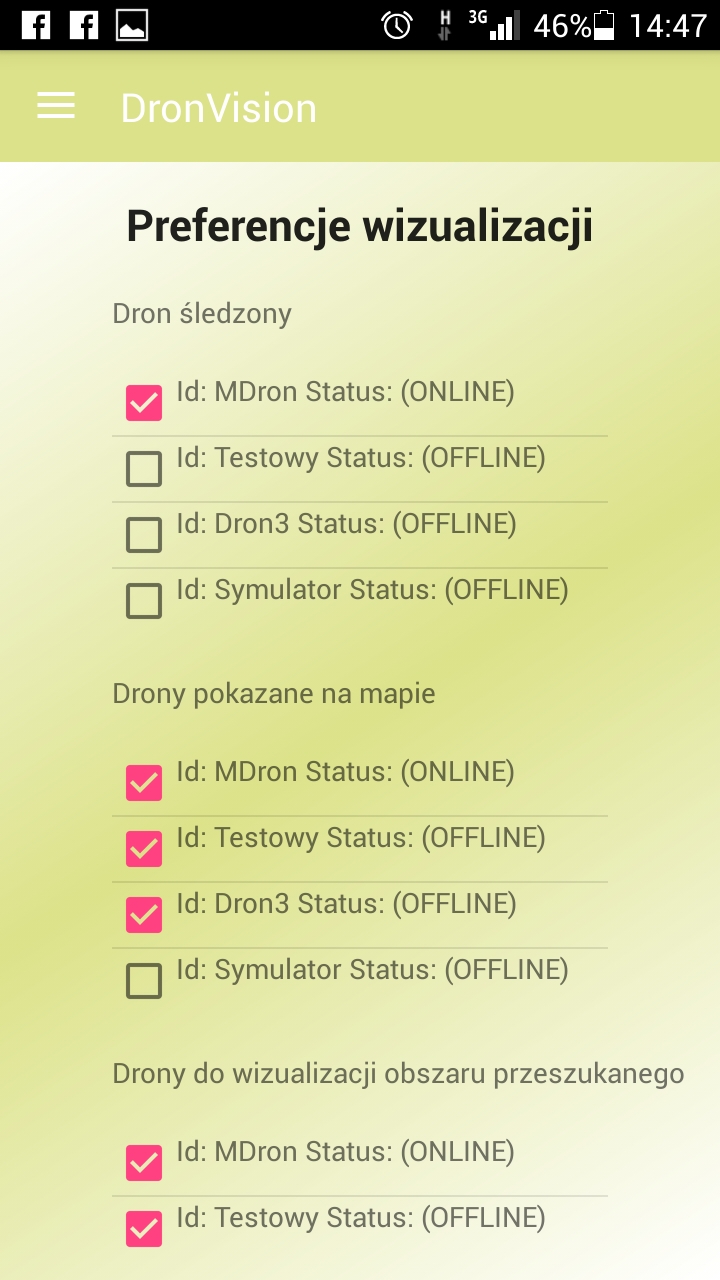 H 3G 46% 14:47
DronVision
Preferencje wizualizacji
Dron śledzony
Id: MDron Status: (ONLINE)
Id: Testowy Status: (OFFLINE)
Id: Dron3 Status: (OFFLINE)
Id: Symulator Status: (OFFLINE)
Drony pokazane na mapie
Id: MDron Status: (ONLINE)
Id: Testowy Status: (OFFLINE)
Id: Dron3 Status: (OFFLINE)
Id: Symulator Status: (OFFLINE)
Drony do wizualizacji obszaru przeszukanego
Id: MDron Status: (ONLINE)
Id: Testowy Status: (OFFLINE)